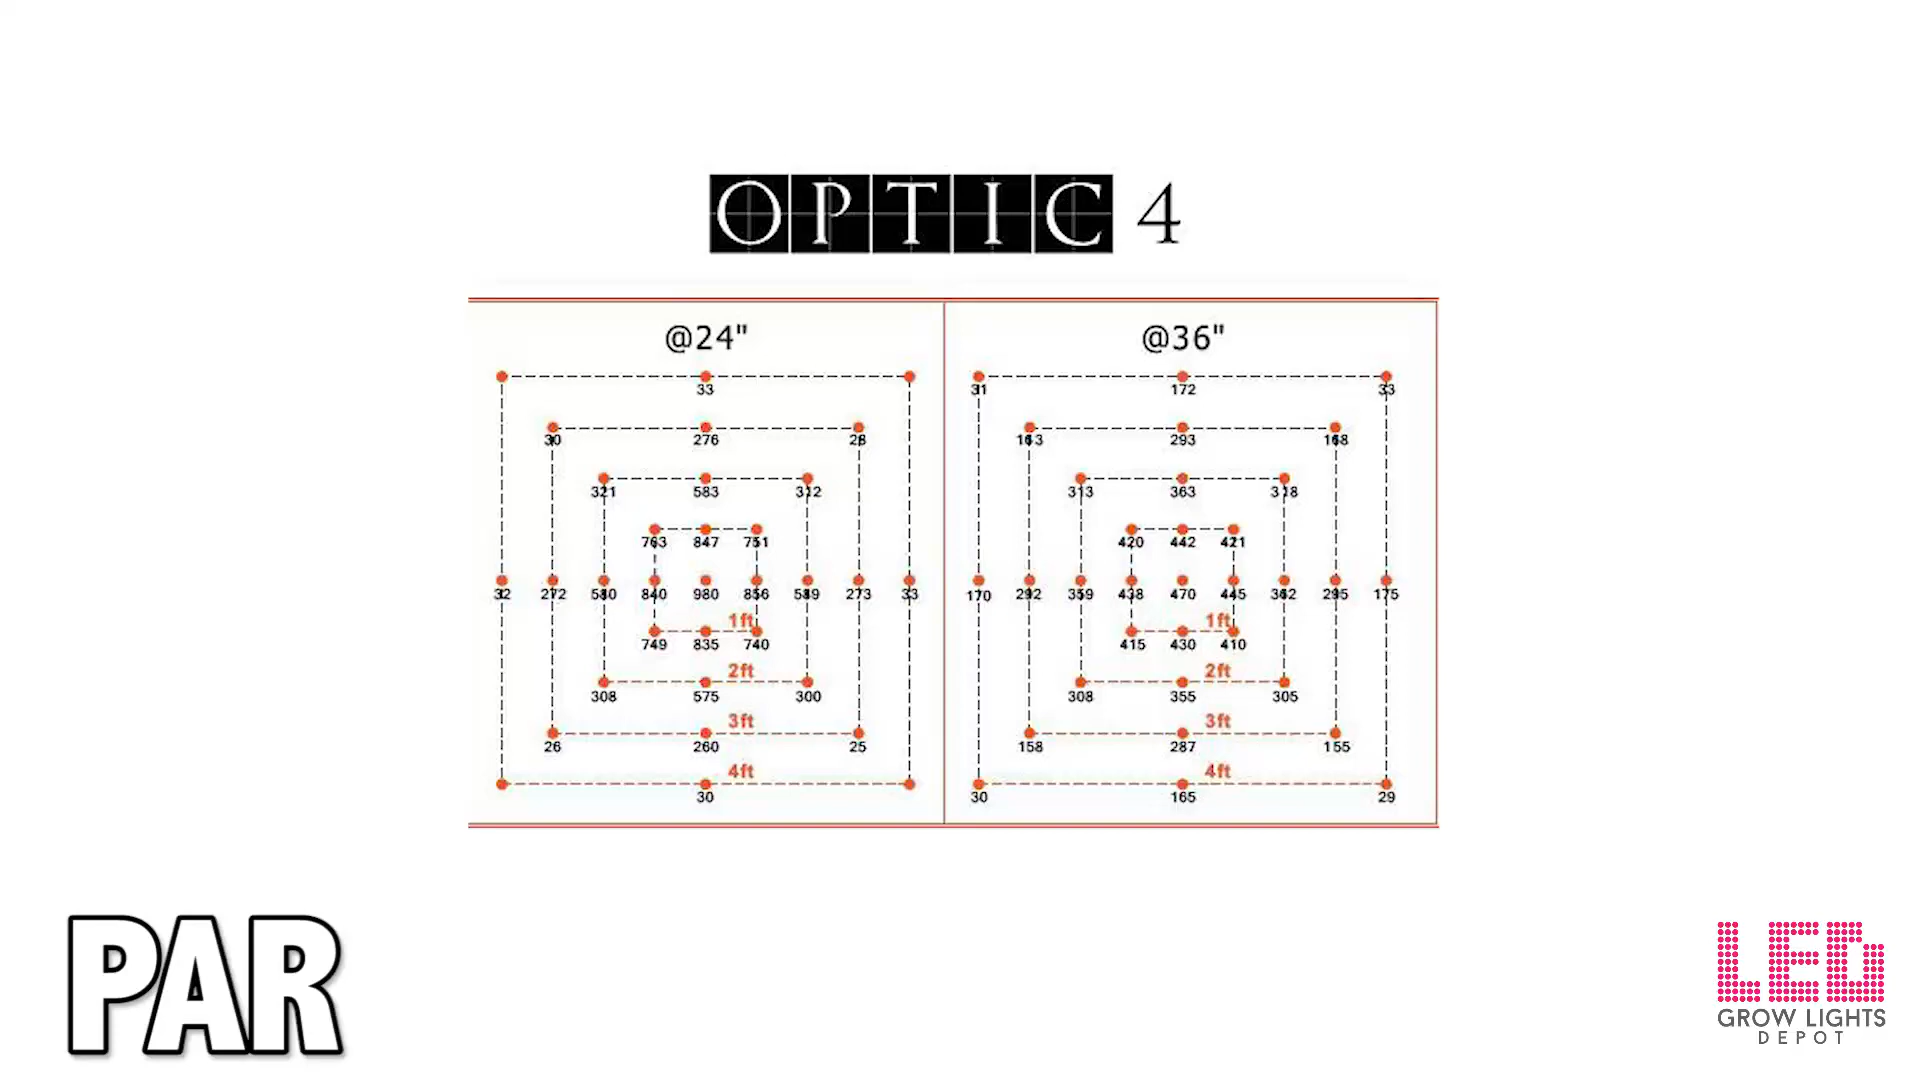 OPTIC 4
@24" @36"
33 31 172 33
30 276 28 163 293 168
321 583 312 313 363 318
763 847 751 420 442 421
32 272 580 840 980 856 589 273 33 170 292 359 438 470 445 362 295 175
1ft 1ft
749 835 740 415 430 410
2ft 2ft
308 575 300 308 355 305
3ft 3ft
26 260 25 158 287 155
4ft 4ft
30 30 165 29
PAR
LED
GROW LIGHTS
DEPOT